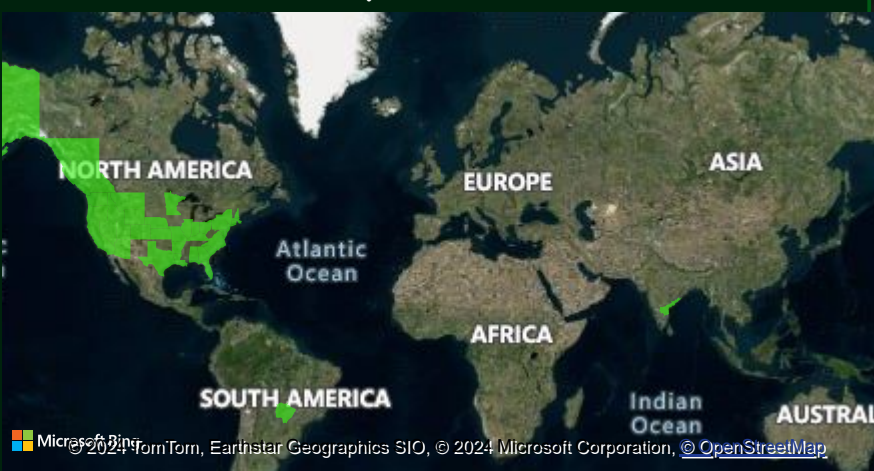 NORTH AMERICA
EUROPE
ASIA
Atlantic
Ocean
AFRICA
SOUTH AMERICA
Indian
Ocean
AUSTRAL
Microsoft Bing
© 2024 TomTom, Earthstar Geographics SIO, © 2024 Microsoft Corporation, © OpenStreetMap